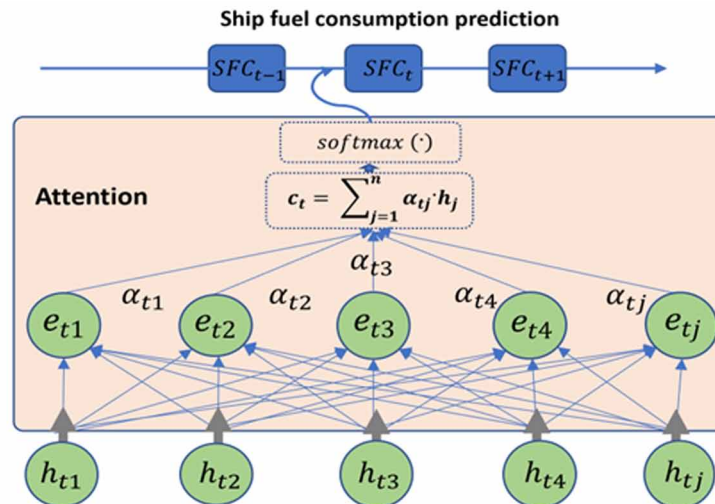 Ship fuel consumption prediction
SFC_{t-1} SFC_t SFC_{t+1}
softmax (·)
Attention
c_t = \sum_{j=1}^{n} α_{tj}·h_j
α_{t1} α_{t2} α_{t3} α_{t4} α_{tj}
e_{t1} e_{t2} e_{t3} e_{t4} e_{tj}
h_{t1} h_{t2} h_{t3} h_{t4} h_{tj}